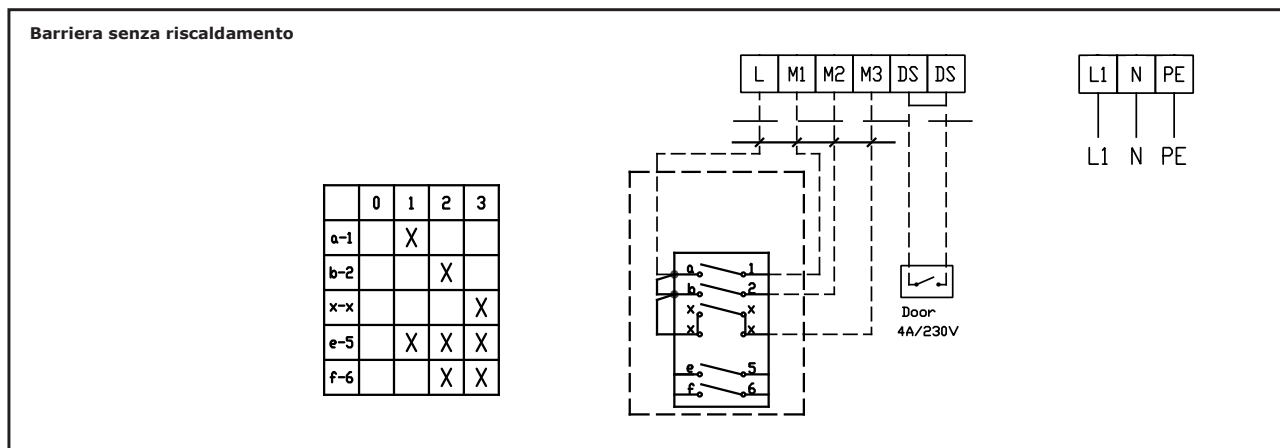 Barriera senza riscaldamento
L M1 M2 M3 DS DS
L1 N PE
L1 N PE
0 1 2 3
a-1 X
b-2 X
x-x X
e-5 X X X
f-6 X X
a 1
b 2
x x
x x
e 5
f 6
Door
4A/230V